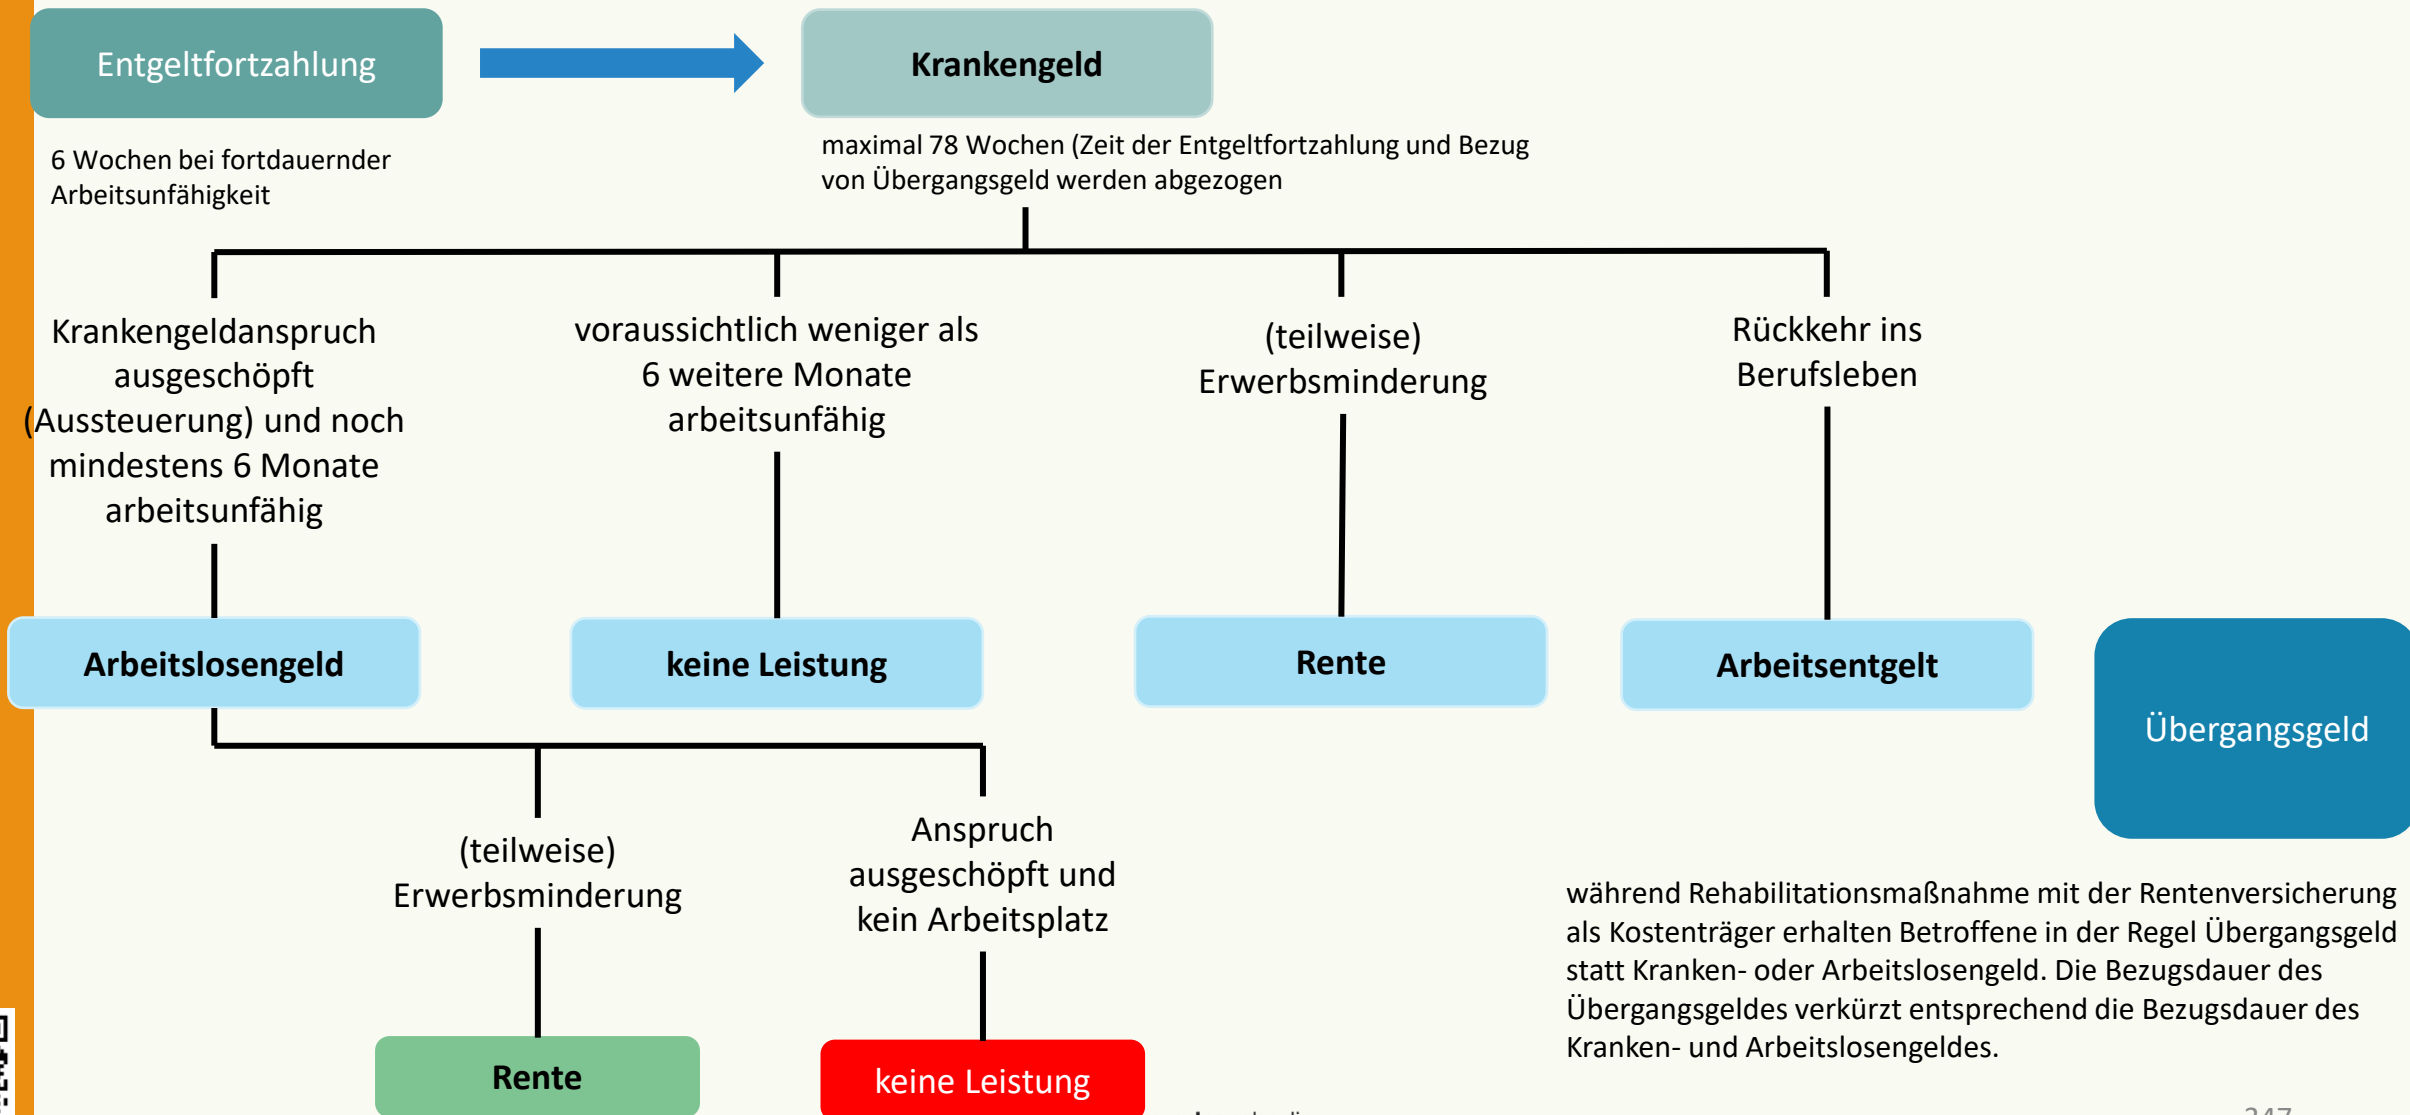 Entgeltfortzahlung
Krankengeld
6 Wochen bei fortdauernder
Arbeitsunfähigkeit
maximal 78 Wochen (Zeit der Entgeltfortzahlung und Bezug
von Übergangsgeld werden abgezogen
Krankengeldanspruch
ausgeschöpft
(Aussteuerung) und noch
mindestens 6 Monate
arbeitsunfähig
voraussichtlich weniger als
6 weitere Monate
arbeitsunfähig
(teilweise)
Erwerbsminderung
Rückkehr ins
Berufsleben
Arbeitslosengeld
keine Leistung
Rente
Arbeitsentgelt
Übergangsgeld
(teilweise)
Erwerbsminderung
Anspruch
ausgeschöpft und
kein Arbeitsplatz
während Rehabilitationsmaßnahme mit der Rentenversicherung
als Kostenträger erhalten Betroffene in der Regel Übergangsgeld
statt Kranken- oder Arbeitslosengeld. Die Bezugsdauer des
Übergangsgeldes verkürzt entsprechend die Bezugsdauer des
Kranken- und Arbeitslosengeldes.
Rente
keine Leistung